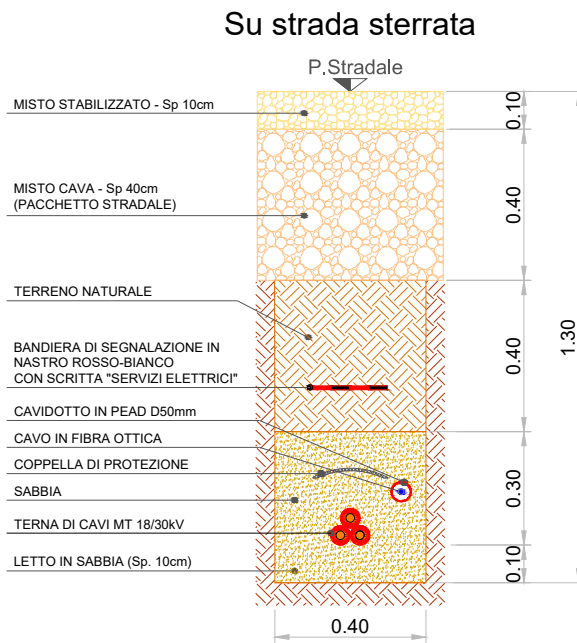 Su strada sterrata
P.Stradale
MISTO STABILIZZATO - Sp 10cm
MISTO CAVA - Sp 40cm
(PACCHETTO STRADALE)
TERRENO NATURALE
BANDIERA DI SEGNALAZIONE IN
NASTRO ROSSO-BIANCO
CON SCRITTA "SERVIZI ELETTRICI"
CAVIDOTTO IN PEAD D50mm
CAVO IN FIBRA OTTICA
COPPELLA DI PROTEZIONE
SABBIA
TERNA DI CAVI MT 18/30kV
LETTO IN SABBIA (Sp. 10cm)
0.10
0.40
0.40
0.30
0.10
1.30
0.40